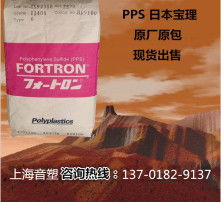 PPS 日本宝理
原厂原包
现货出售
Polyphenylene Sulfide (PPS)
FORTRON
フォートロン
Polyplastics
上海音塑 咨询热线：137-0182-9137